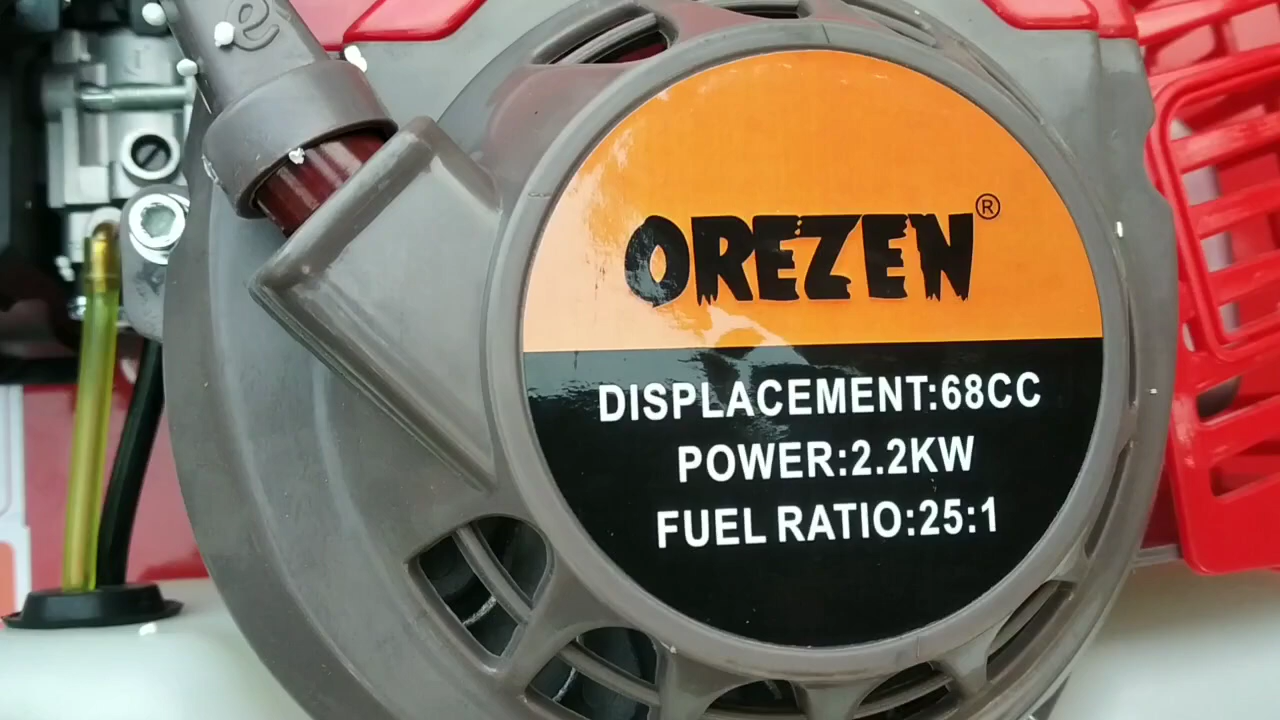 e
OREZEN®
DISPLACEMENT:68CC
POWER:2.2KW
FUEL RATIO:25:1